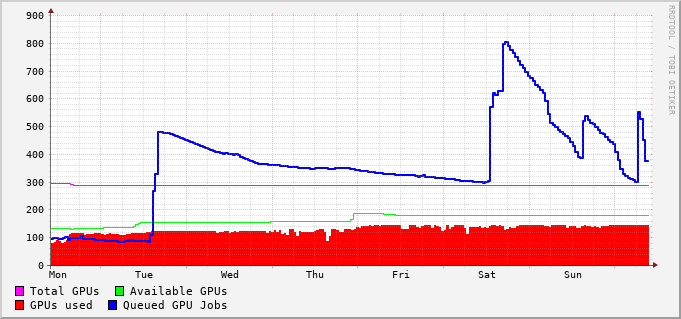 900
800
700
600
500
400
300
200
100
0
Mon Tue Wed Thu Fri Sat Sun
Total GPUs Available GPUs
GPUs used Queued GPU Jobs
RRDTOOL / TOBI OETIKER